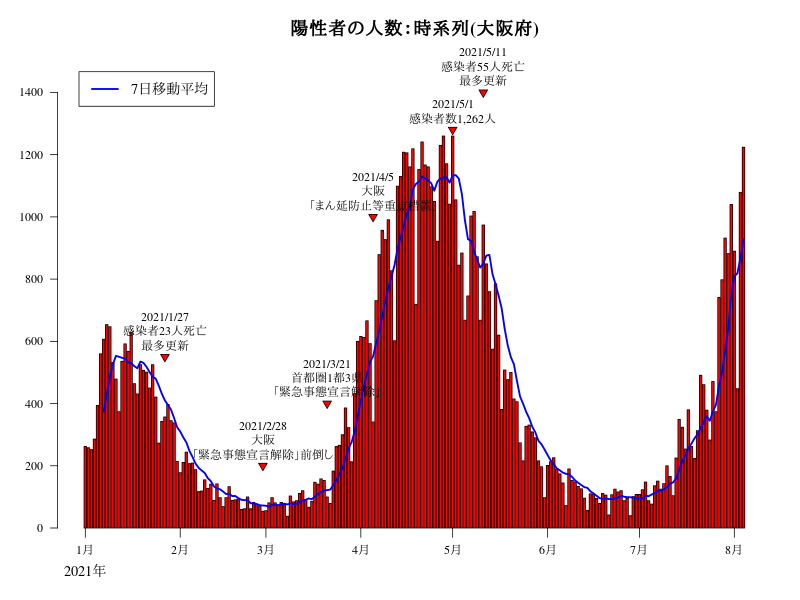 陽性者の人数：時系列(大阪府)
7日移動平均
2021/5/11
感染者55人死亡
最多更新
2021/5/1
感染者数1,262人
2021/4/5
大阪
「まん延防止等重点措置」
2021/1/27
感染者23人死亡
最多更新
2021/3/21
首都圏1都3県
「緊急事態宣言解除」
2021/2/28
大阪
「緊急事態宣言解除」前倒し
1400
1200
1000
800
600
400
200
0
1月
2月
3月
4月
5月
6月
7月
8月
2021年